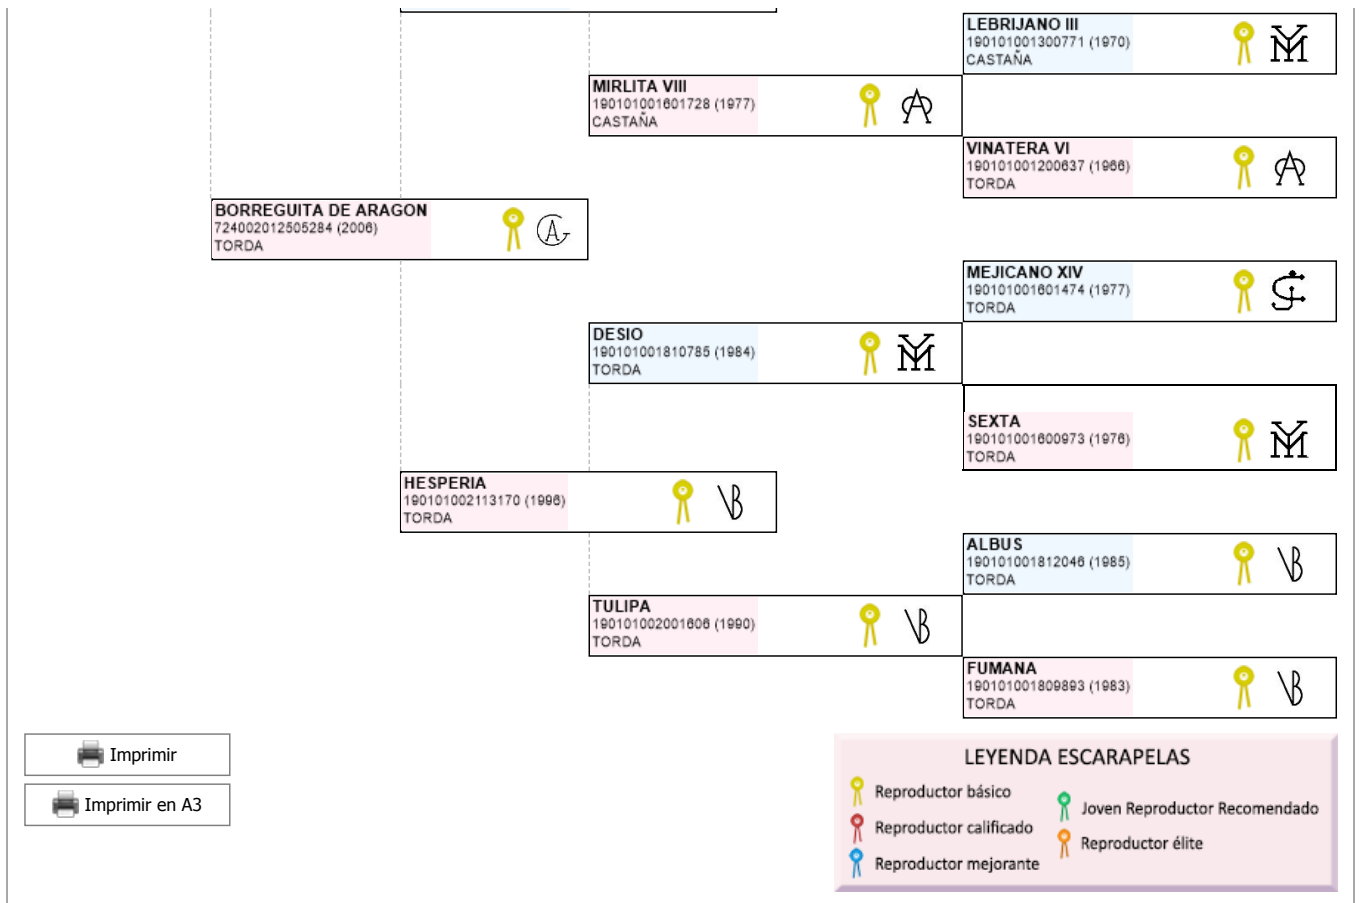 LEBRIJANO III
190101001300771 (1970)
CASTAÑA
MIRLITA VIII
190101001601728 (1977)
CASTAÑA
VINATERA VI
190101001200637 (1966)
TORDA
BORREGUITA DE ARAGON
724002012505284 (2006)
TORDA
MEJICANO XIV
190101001601474 (1977)
TORDA
DESIO
190101001810785 (1984)
TORDA
SEXTA
190101001600973 (1976)
TORDA
HESPERIA
190101002113170 (1996)
TORDA
ALBUS
190101001812046 (1985)
TORDA
TULIPA
190101002001606 (1990)
TORDA
FUMANA
190101001809893 (1983)
TORDA
Imprimir
Imprimir en A3
LEYENDA ESCARAPELAS
Reproductor básico
Reproductor calificado
Reproductor mejorante
Joven Reproductor Recomendado
Reproductor élite